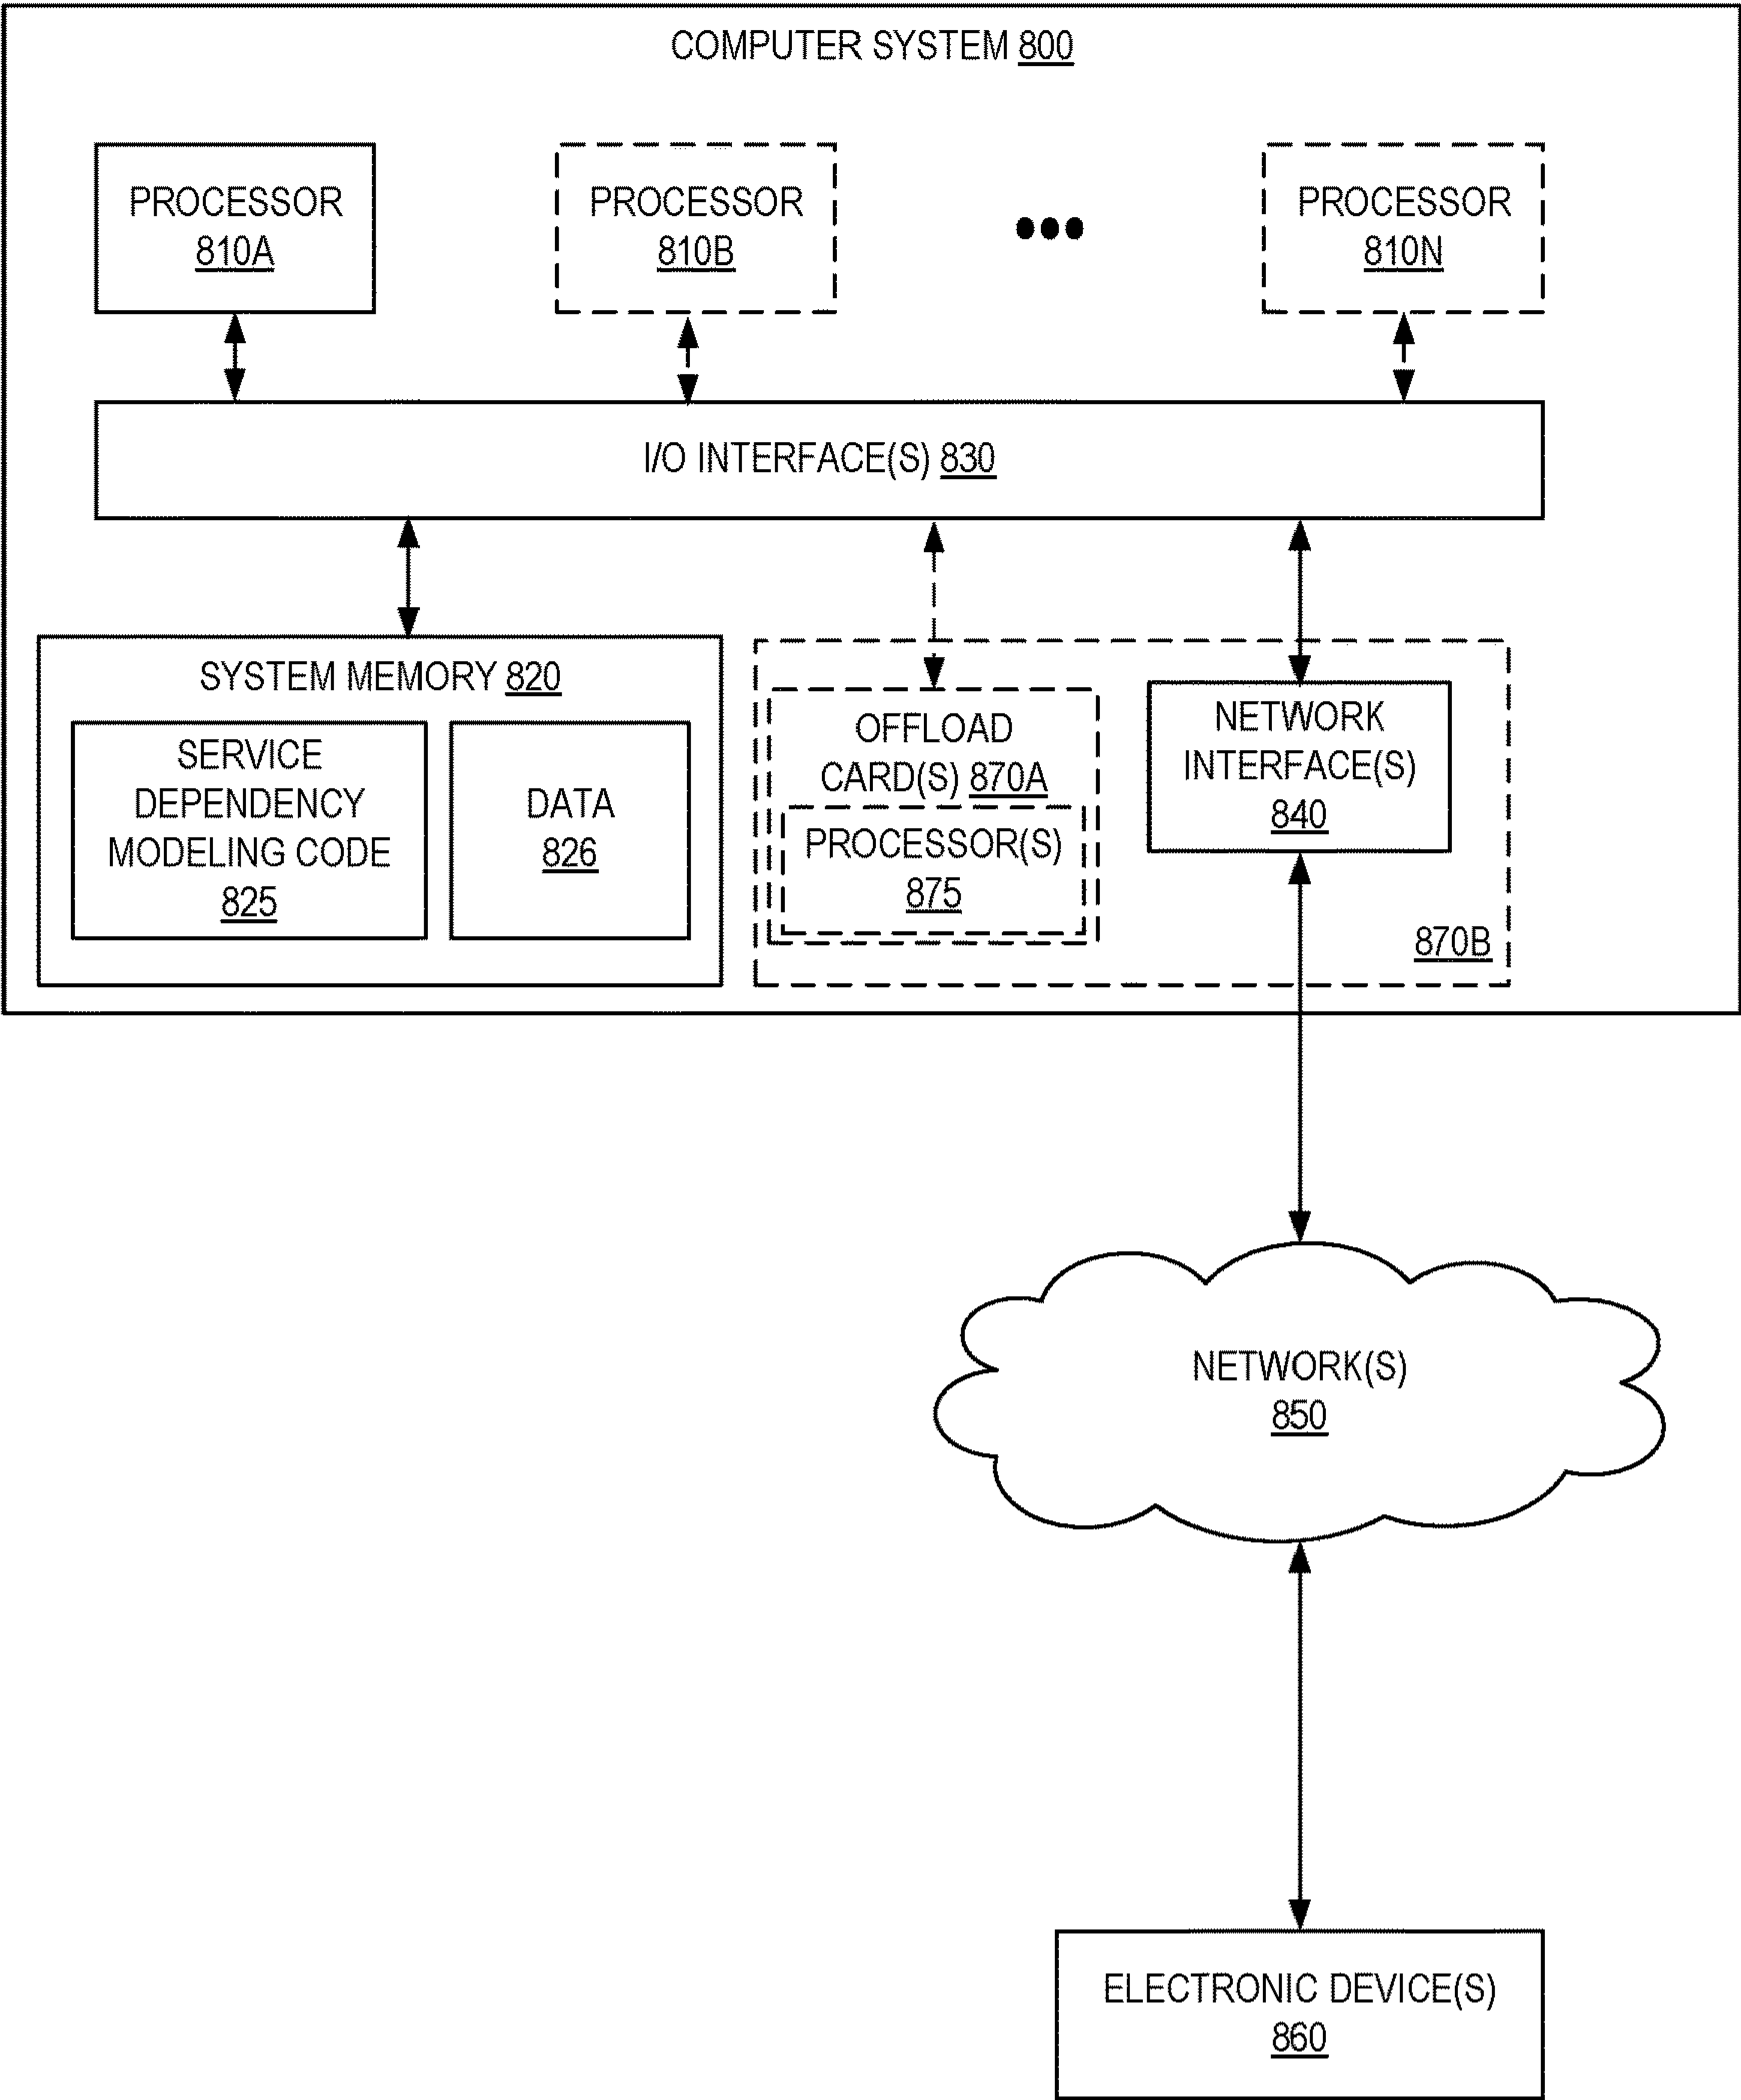 COMPUTER SYSTEM 800
PROCESSOR
810A
PROCESSOR
810B
PROCESSOR
810N
I/O INTERFACE(S) 830
SYSTEM MEMORY 820
SERVICE
DEPENDENCY
MODELING CODE
825
DATA
826
OFFLOAD
CARD(S) 870A
PROCESSOR(S)
875
NETWORK
INTERFACE(S)
840
870B
NETWORK(S)
850
ELECTRONIC DEVICE(S)
860